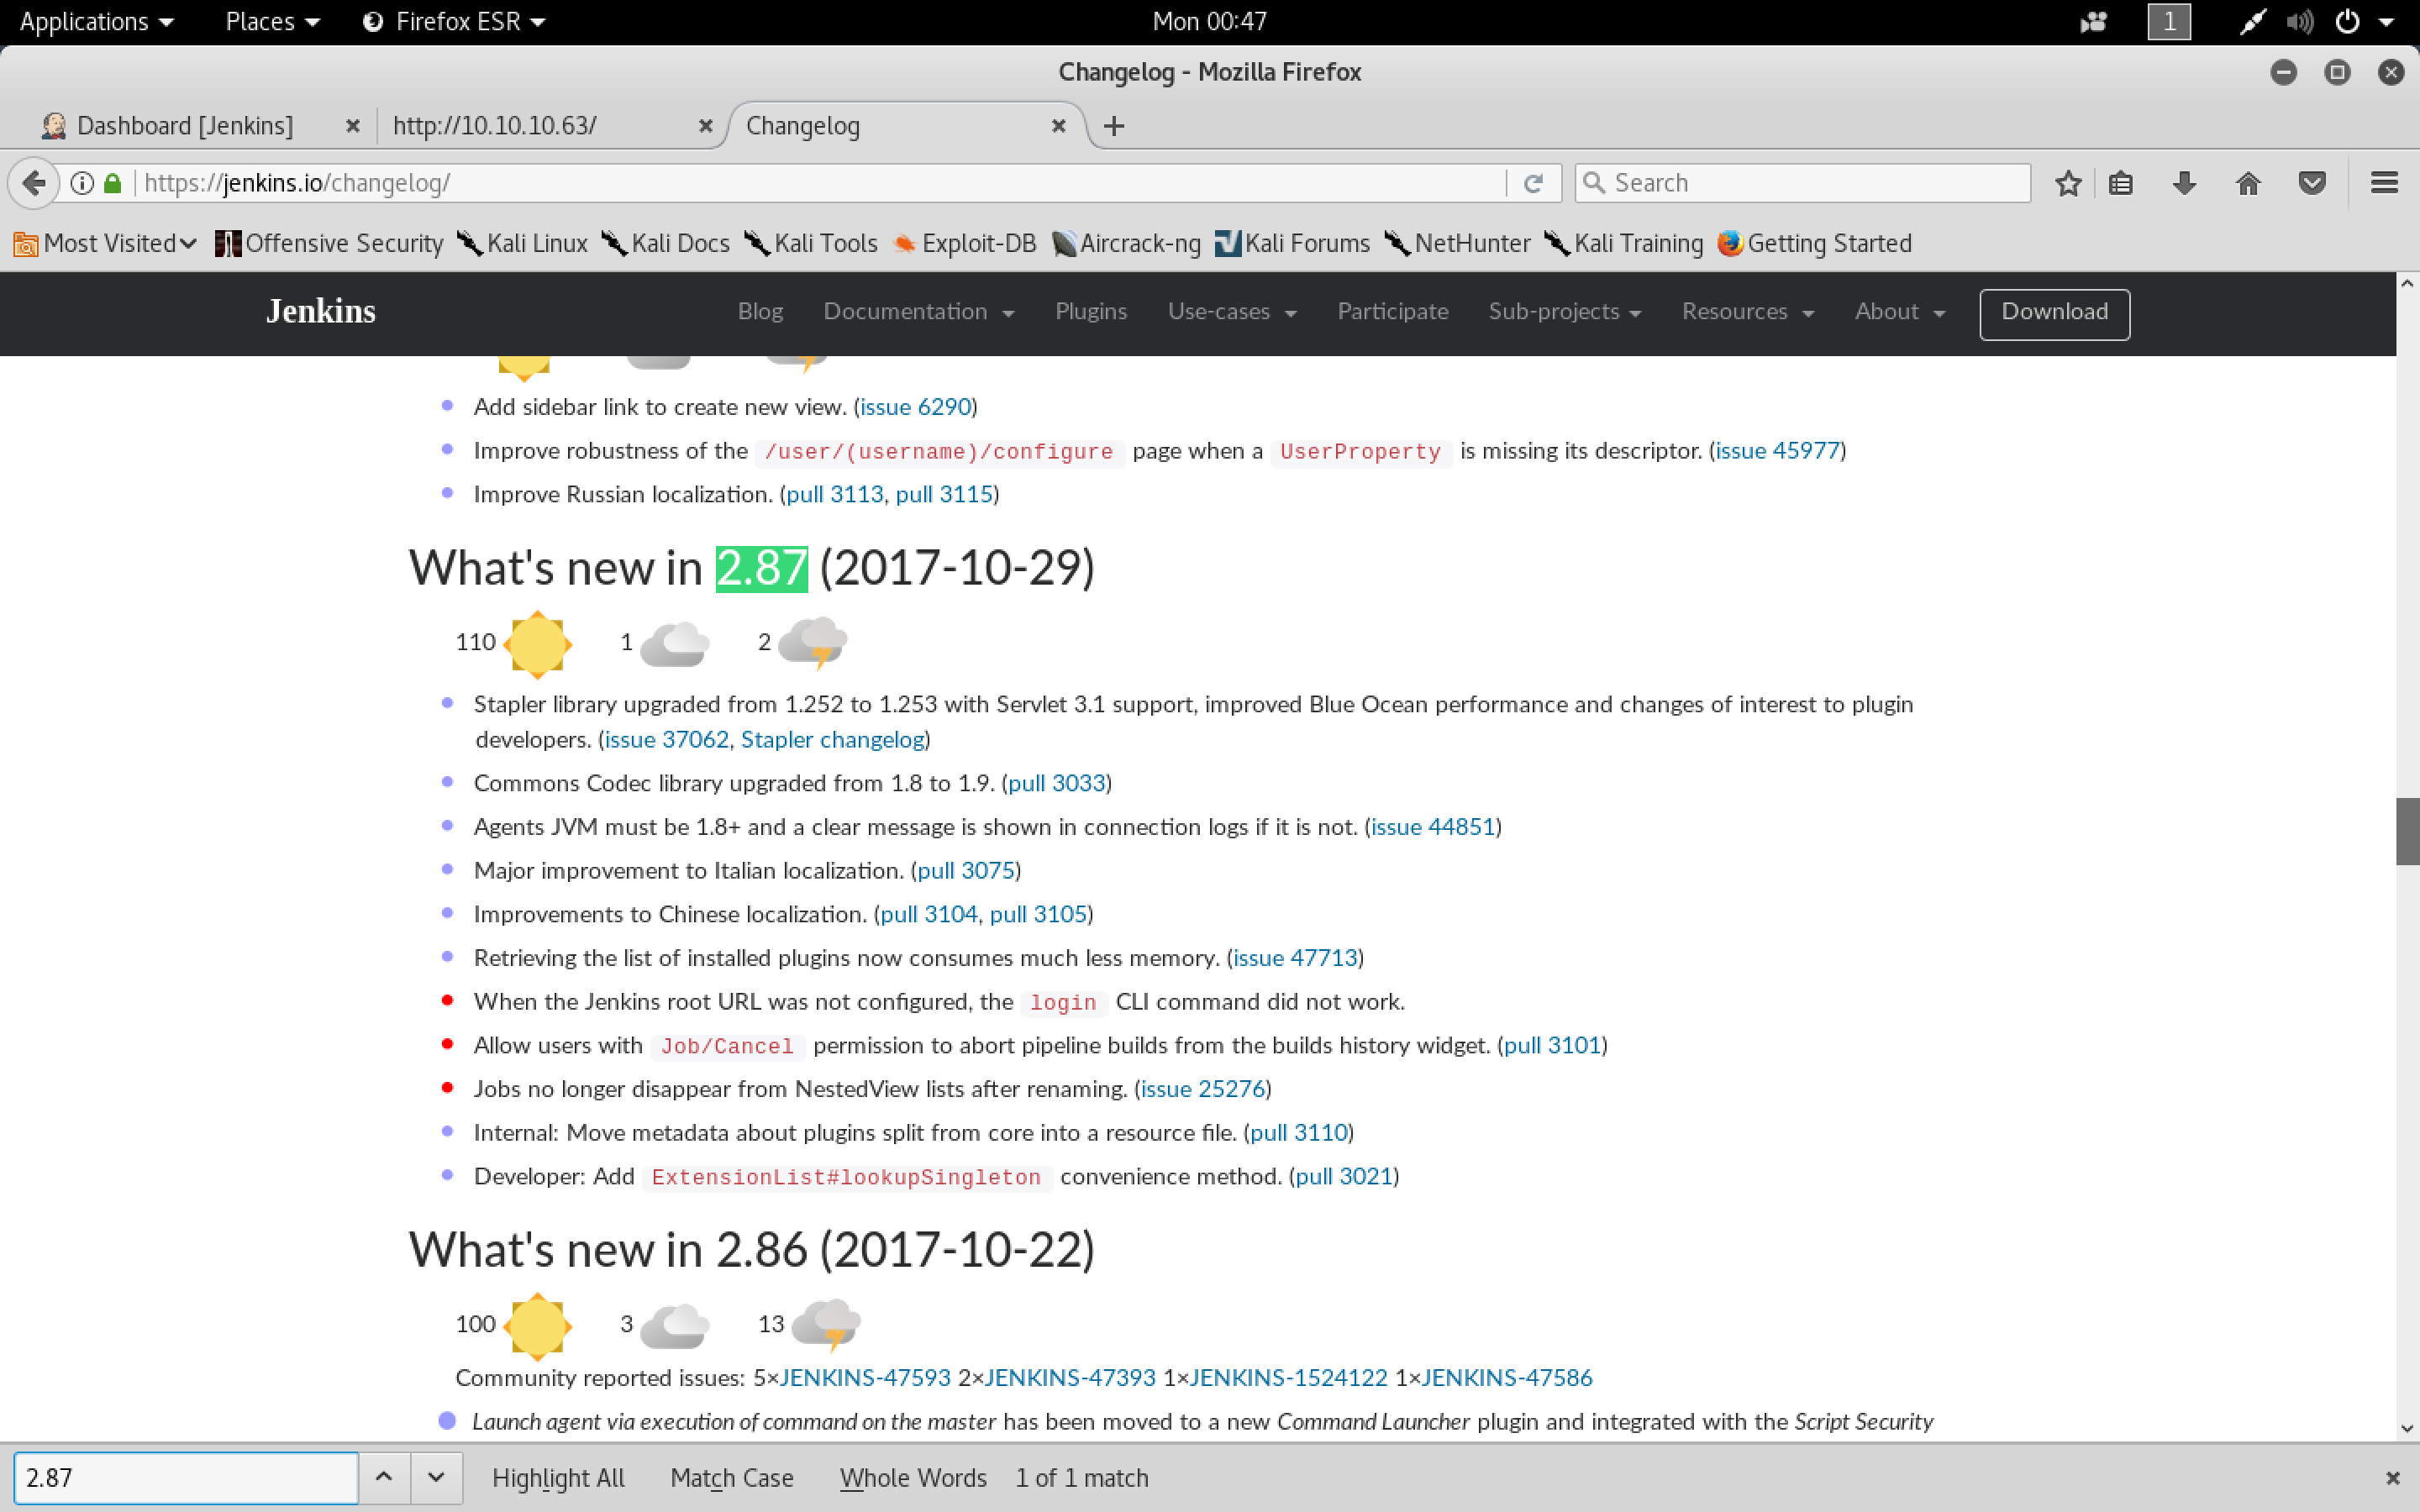 Applications Places Firefox ESR Mon 00:47 1
Changelog - Mozilla Firefox
Dashboard [Jenkins] http://10.10.10.63/ Changelog
https://jenkins.io/changelog/ Search
Most Visited Offensive Security Kali Linux Kali Docs Kali Tools Exploit-DB Aircrack-ng Kali Forums NetHunter Kali Training Getting Started
Jenkins Blog Documentation Plugins Use-cases Participate Sub-projects Resources About Download
Add sidebar link to create new view. (issue 6290)
Improve robustness of the /user/(username)/configure page when a UserProperty is missing its descriptor. (issue 45977)
Improve Russian localization. (pull 3113, pull 3115)
What's new in 2.87 (2017-10-29)
110 1 2
Stapler library upgraded from 1.252 to 1.253 with Servlet 3.1 support, improved Blue Ocean performance and changes of interest to plugin
developers. (issue 37062, Stapler changelog)
Commons Codec library upgraded from 1.8 to 1.9. (pull 3033)
Agents JVM must be 1.8+ and a clear message is shown in connection logs if it is not. (issue 44851)
Major improvement to Italian localization. (pull 3075)
Improvements to Chinese localization. (pull 3104, pull 3105)
Retrieving the list of installed plugins now consumes much less memory. (issue 47713)
When the Jenkins root URL was not configured, the login CLI command did not work.
Allow users with Job/Cancel permission to abort pipeline builds from the builds history widget. (pull 3101)
Jobs no longer disappear from NestedView lists after renaming. (issue 25276)
Internal: Move metadata about plugins split from core into a resource file. (pull 3110)
Developer: Add ExtensionList#lookupSingleton convenience method. (pull 3021)
What's new in 2.86 (2017-10-22)
100 3 13
Community reported issues: 5×JENKINS-47593 2×JENKINS-47393 1×JENKINS-1524122 1×JENKINS-47586
Launch agent via execution of command on the master has been moved to a new Command Launcher plugin and integrated with the Script Security
2.87 Highlight All Match Case Whole Words 1 of 1 match